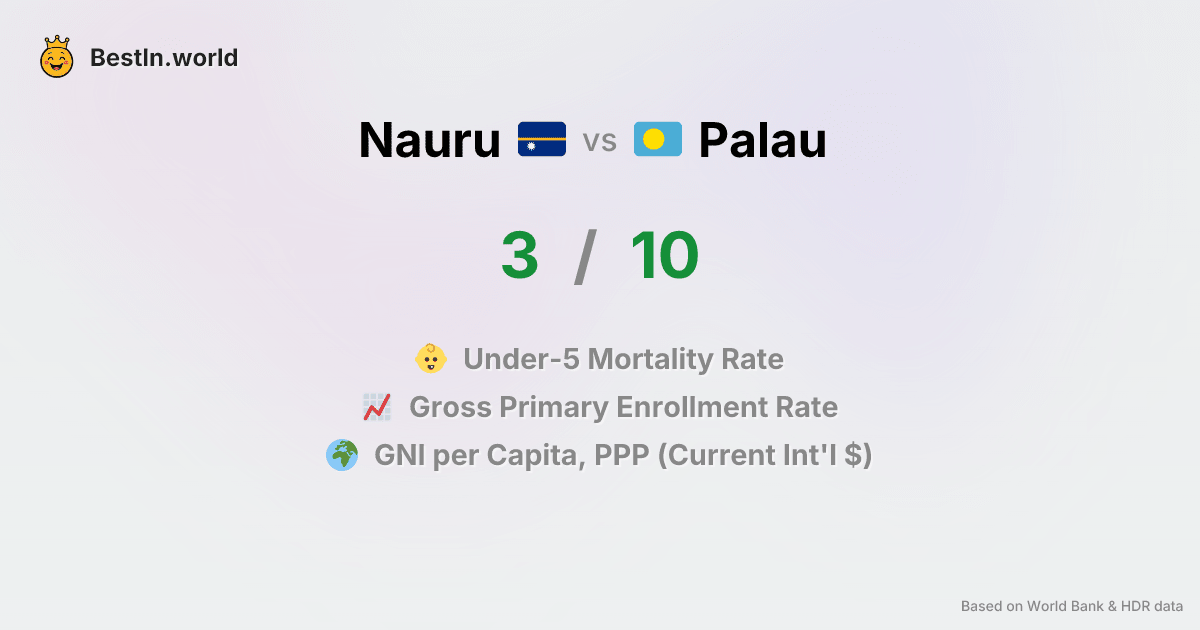 BestIn.world
Nauru vs Palau
3 / 10
Under-5 Mortality Rate
Gross Primary Enrollment Rate
GNI per Capita, PPP (Current Int'l $)
Based on World Bank & HDR data